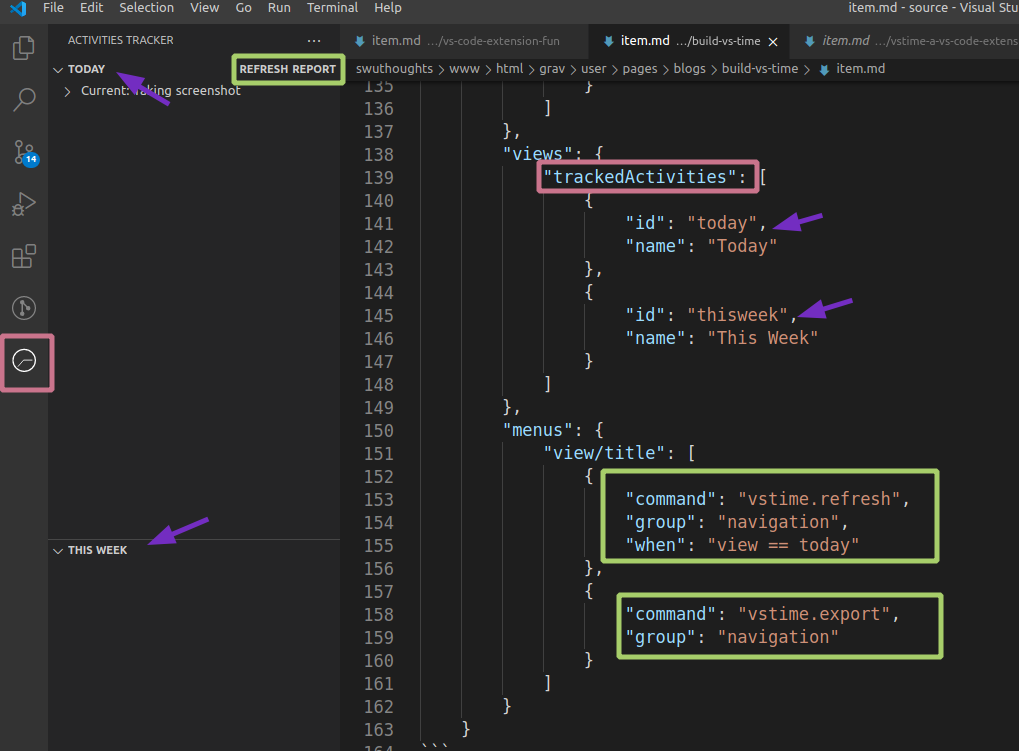 File Edit Selection View Go Run Terminal Help
item.md - source - Visual Stu
ACTIVITIES TRACKER ...
item.md .../vs-code-extension-fun
item.md .../build-vs-time ×
item.md .../vstime-a-vs-code-extens
TODAY
REFRESH REPORT
swuthoughts > www > html > grav > user > pages > blogs > build-vs-time > item.md
Current: Taking screenshot
14
THIS WEEK
135 }
136 ]
137 },
138 "views": {
139 "trackedActivities": [
140 {
141 "id": "today",
142 "name": "Today"
143 },
144 {
145 "id": "thisweek",
146 "name": "This Week"
147 }
148 ]
149 },
150 "menus": {
151 "view/title": [
152 {
153 "command": "vstime.refresh",
154 "group": "navigation",
155 "when": "view == today"
156 },
157 {
158 "command": "vstime.export",
159 "group": "navigation"
160 }
161 ]
162 }
163 }
164 ```